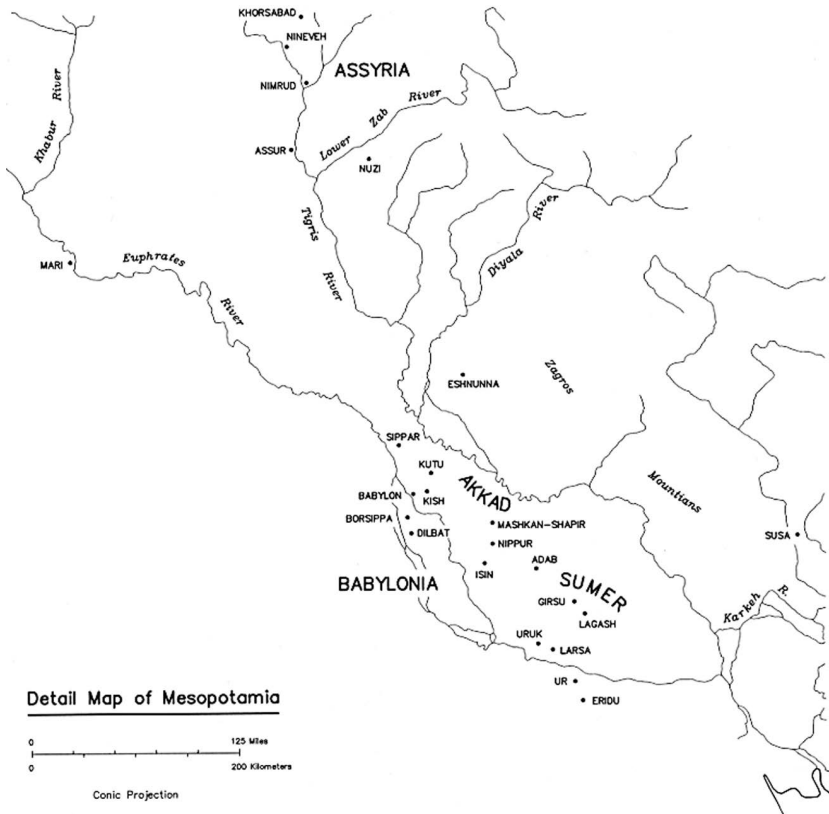 KHORSABAD
NINEVEH
ASSYRIA
NIMRUD
Khabur River
Lower Zab River
ASSUR
NUZI
Tigris River
Diyala River
MARI
Euphrates River
ESHNUNNA
Zagros Mountians
SIPPAR
KUTU
AKKAD
BABYLON
KISH
BORSIPPA
MASHKAN-SHAPIR
DILBAT
NIPPUR
SUSA
ISIN
ADAB
BABYLONIA
SUMER
GIRSU
LAGASH
Karkeh R.
URUK
LARSA
UR
ERIDU
Detail Map of Mesopotamia
0 125 Miles
0 200 Kilometers
Conic Projection